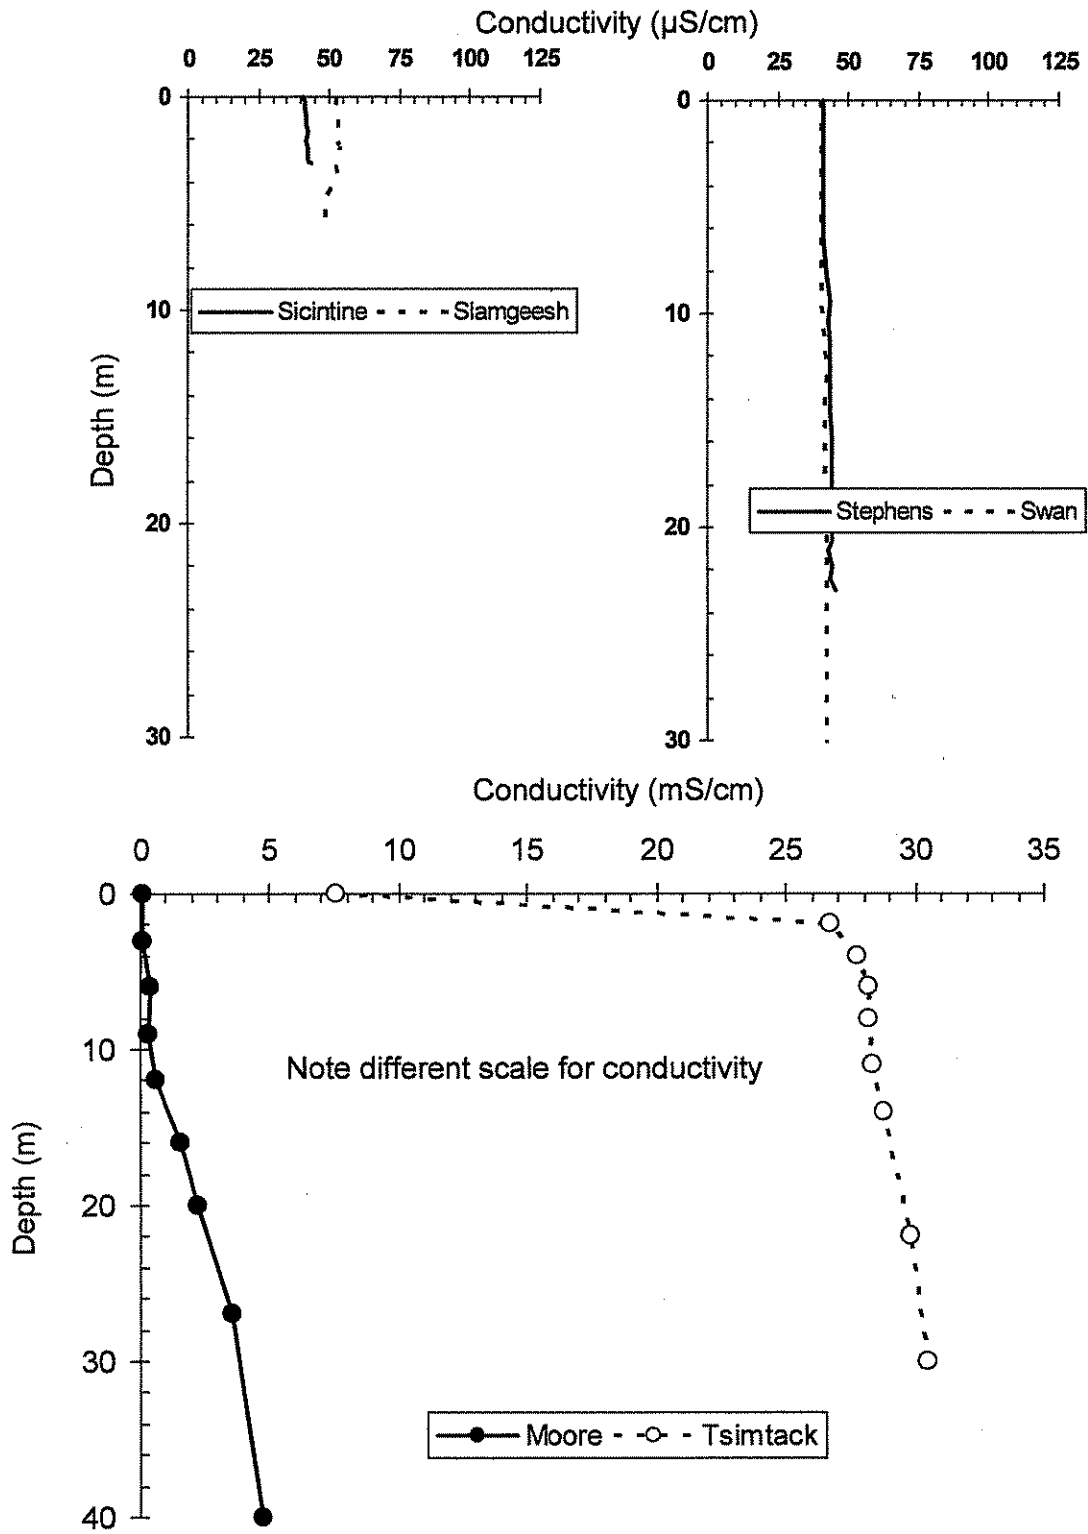 Conductivity (µS/cm)
0 25 50 75 100 125
0 25 50 75 100 125
0
10
20
30
Depth (m)
Sicintine Slamgeesh
0
10
20
30
Stephens Swan
Conductivity (mS/cm)
0 5 10 15 20 25 30 35
0
10
20
30
40
Depth (m)
Note different scale for conductivity
Moore Tsimtack